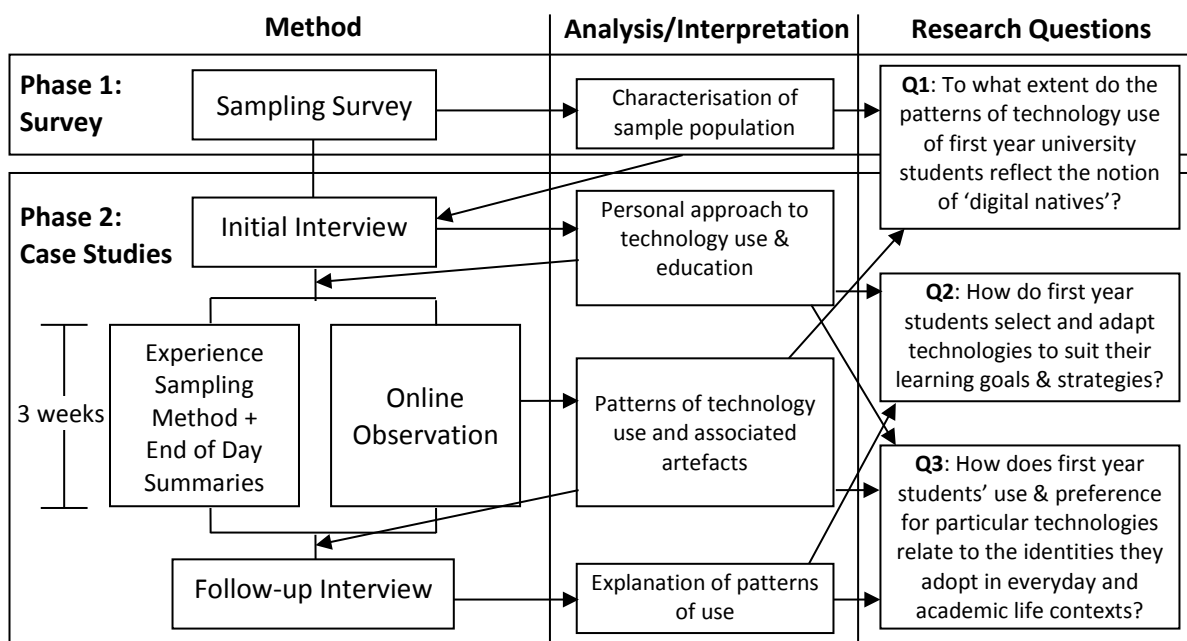 Method
Analysis/Interpretation
Research Questions
Phase 1:
Survey
Sampling Survey
Characterisation of
sample population
Q1: To what extent do the
patterns of technology use
of first year university
students reflect the notion
of ‘digital natives’?
Phase 2:
Case Studies
Initial Interview
Personal approach to
technology use &
education
Q2: How do first year
students select and adapt
technologies to suit their
learning goals & strategies?
3 weeks
Experience
Sampling
Method +
End of Day
Summaries
Online
Observation
Patterns of technology
use and associated
artefacts
Q3: How does first year
students’ use & preference
for particular technologies
relate to the identities they
adopt in everyday and
academic life contexts?
Follow-up Interview
Explanation of patterns
of use